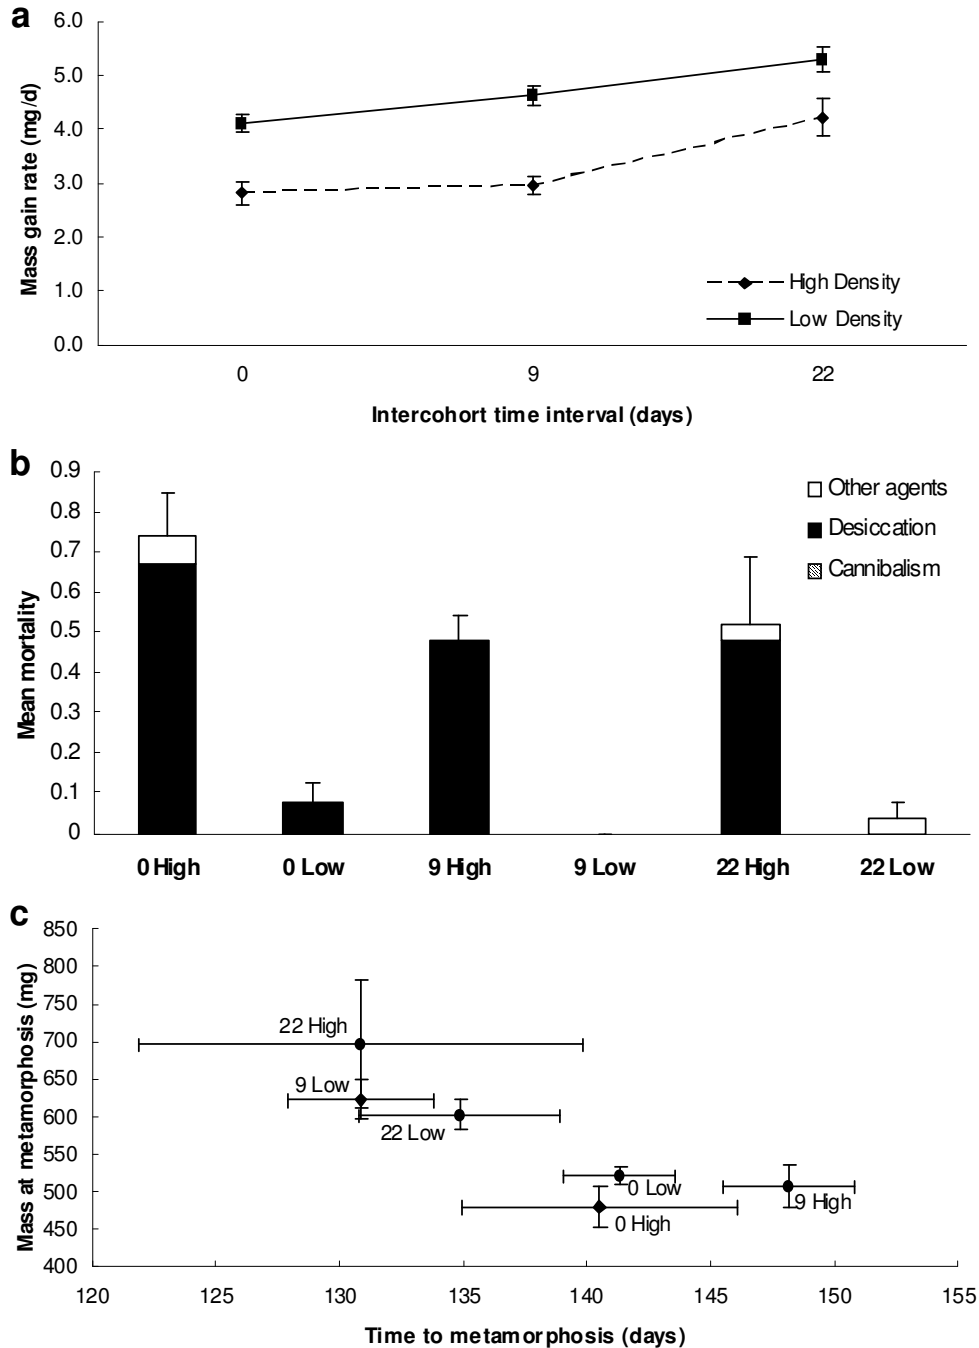 a
6.0
5.0
4.0
3.0
2.0
1.0
0.0
Mass gain rate (mg/d)
High Density
Low Density
0 9 22
Intercohort time interval (days)
b
0.9
0.8
0.7
0.6
0.5
0.4
0.3
0.2
0.1
0
Mean mortality
Other agents
Desiccation
Cannibalism
0 High 0 Low 9 High 9 Low 22 High 22 Low
c
850
800
750
700
650
600
550
500
450
400
Mass at metamorphosis (mg)
22 High
9 Low
22 Low
0 Low
9 High
0 High
120 125 130 135 140 145 150 155
Time to metamorphosis (days)